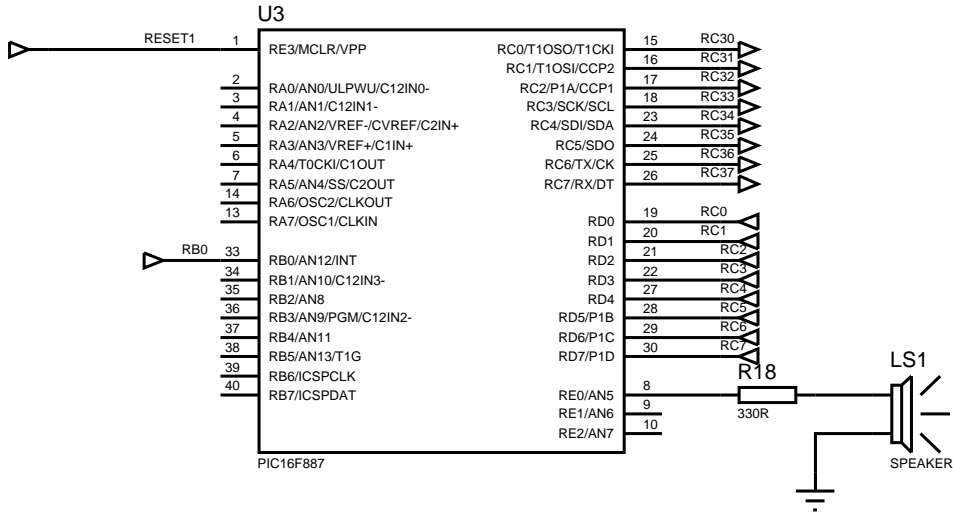 U3
RESET1 1 RE3/MCLR/VPP RC0/T1OSO/T1CKI 15 RC30
RC1/T1OSI/CCP2 16 RC31
2 RA0/AN0/ULPWU/C12IN0- RC2/P1A/CCP1 17 RC32
3 RA1/AN1/C12IN1- RC3/SCK/SCL 18 RC33
4 RA2/AN2/VREF-/CVREF/C2IN+ RC4/SDI/SDA 23 RC34
5 RA3/AN3/VREF+/C1IN+ RC5/SDO 24 RC35
6 RA4/T0CKI/C1OUT RC6/TX/CK 25 RC36
7 RA5/AN4/SS/C2OUT RC7/RX/DT 26 RC37
14 RA6/OSC2/CLKOUT
13 RA7/OSC1/CLKIN RD0 19 RC0
RD1 20 RC1
RB0 33 RB0/AN12/INT RD2 21 RC2
34 RB1/AN10/C12IN3- RD3 22 RC3
35 RB2/AN8 RD4 27 RC4
36 RB3/AN9/PGM/C12IN2- RD5/P1B 28 RC5
37 RB4/AN11 RD6/P1C 29 RC6
38 RB5/AN13/T1G RD7/P1D 30 RC7
39 RB6/ICSPCLK
40 RB7/ICSPDAT RE0/AN5 8
RE1/AN6 9
RE2/AN7 10
PIC16F887
R18
330R
LS1
SPEAKER